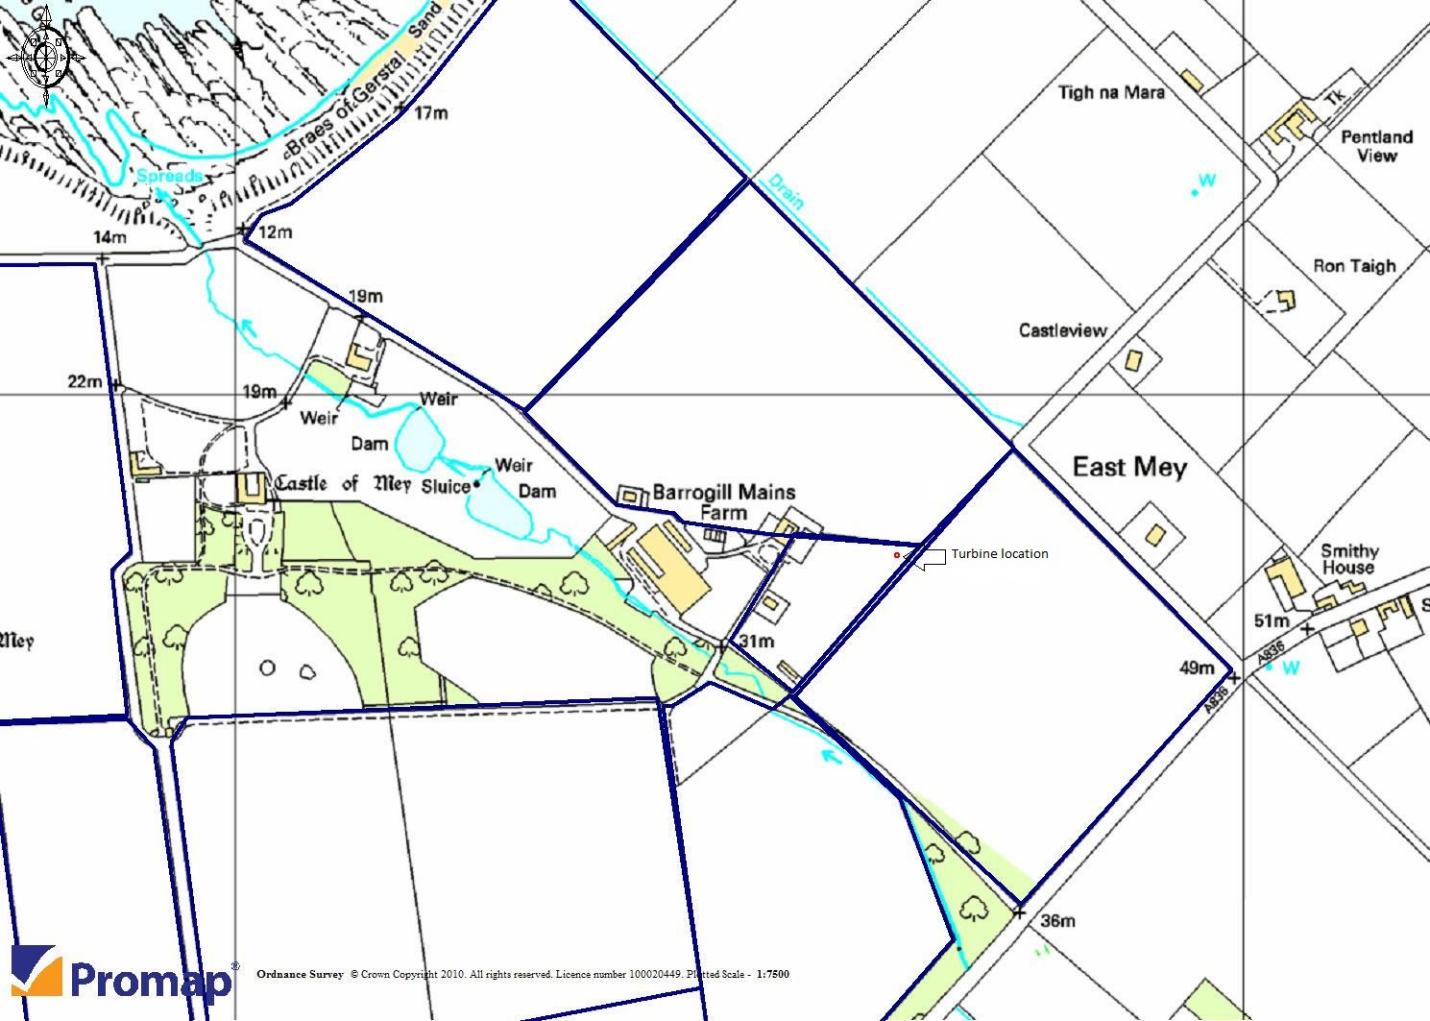 Sand
Braes of Gerstal
17m
Tigh na Mara
Tk
Pentland
View
W
Spreads
Drain
14m
12m
Ron Taigh
19m
Castleview
22m
19m
Weir
Weir
Dam
East Mey
Weir
Castle of Mey
Sluice
Dam
Barrogill Mains
Farm
Turbine location
Smithy
House
51m
Mey
31m
A836
49m
W
A836
36m
Promap®
Ordnance Survey © Crown Copyright 2010. All rights reserved. Licence number 100020449. Plotted Scale - 1:7500